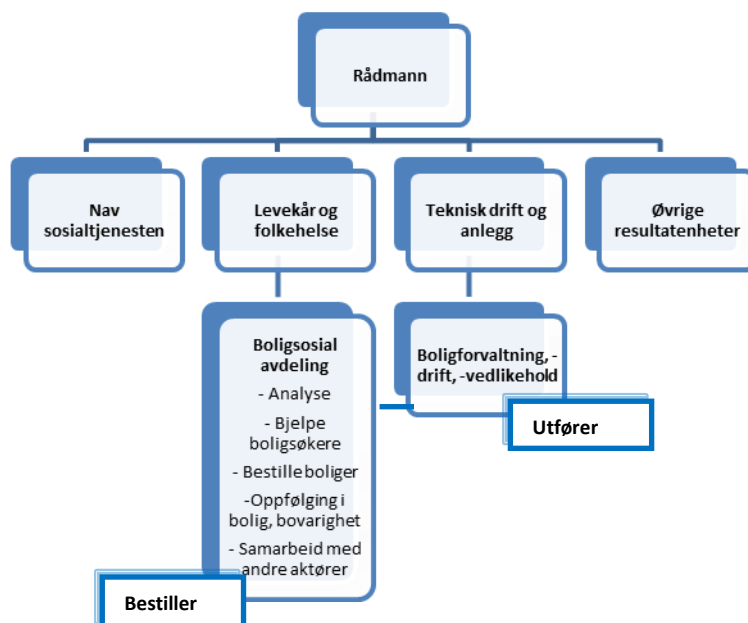 Rådmann
Nav
sosialtjenesten
Levekår og
folkehelse
Teknisk drift og
anlegg
Øvrige
resultatenheter
Boligsosial
avdeling
- Analyse
- Bjelpe
boligsøkere
- Bestille boliger
-Oppfølging i
bolig, bovarighet
- Samarbeid med
andre aktører
Boligforvaltning, -
drift, -vedlikehold
Utfører
Bestiller